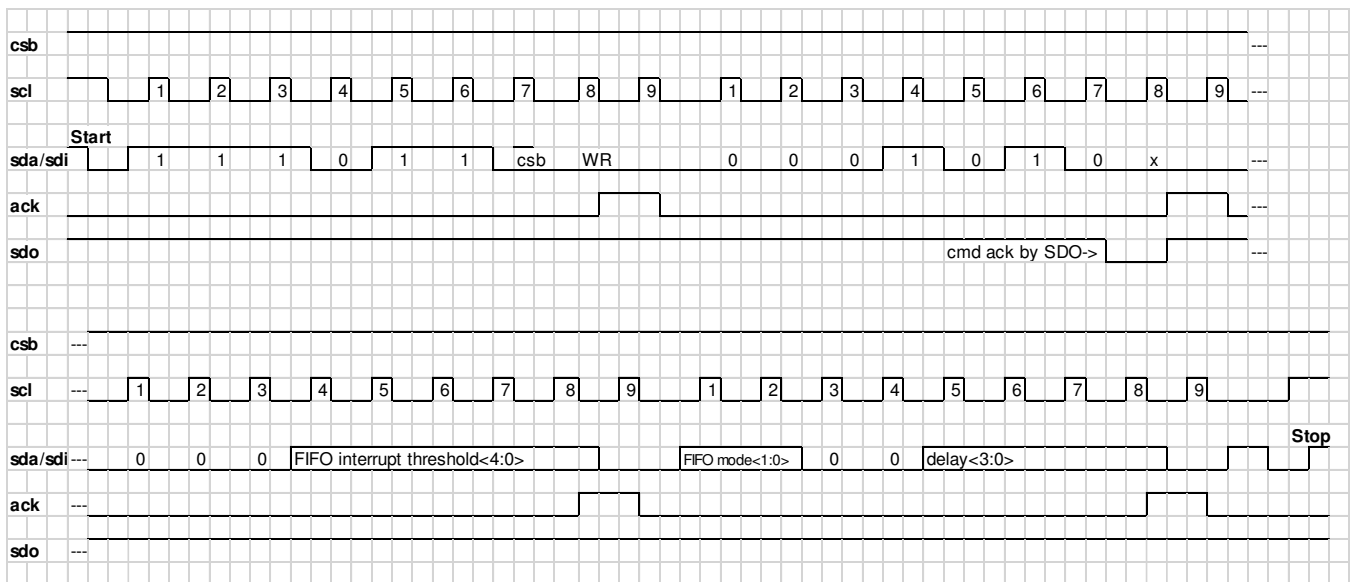 csb ---
scl 1 2 3 4 5 6 7 8 9 1 2 3 4 5 6 7 8 9 ---
Start
sda/sdi 1 1 1 0 1 1 csb WR 0 0 0 1 0 1 0 x ---
ack ---
sdo cmd ack by SDO-> ---
csb ---
scl --- 1 2 3 4 5 6 7 8 9 1 2 3 4 5 6 7 8 9
Stop
sda/sdi --- 0 0 0 FIFO interrupt threshold<4:0> FIFO mode<1:0> 0 0 delay<3:0>
ack ---
sdo ---